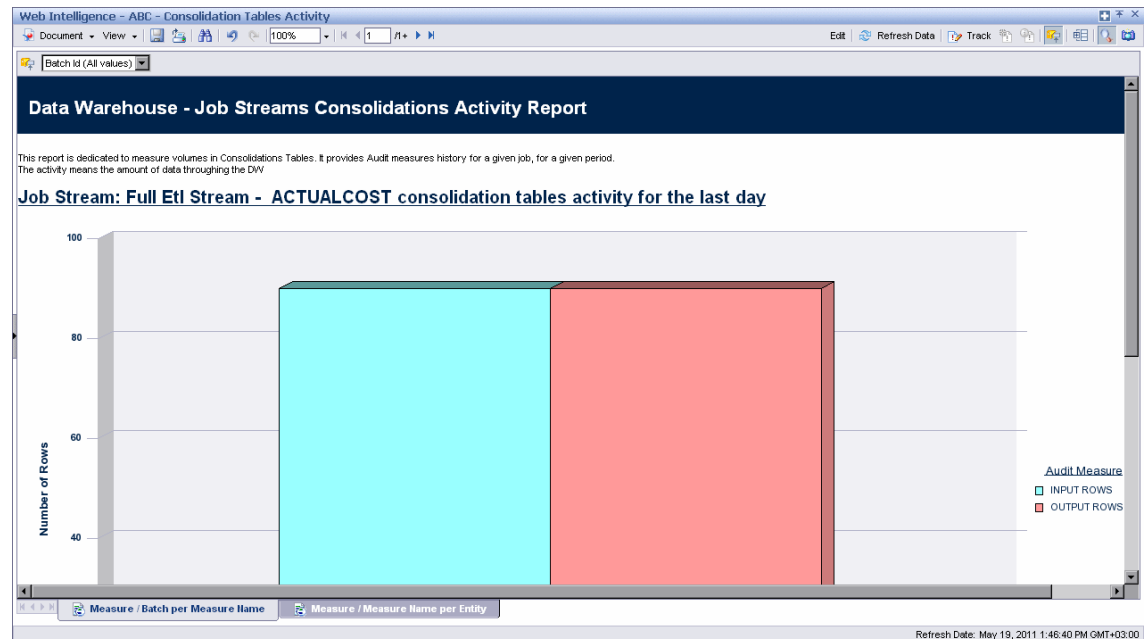 Web Intelligence - ABC - Consolidation Tables Activity
Document View 100% 1 /1+ Edit Refresh Data Track
Batch Id (All values)
Data Warehouse - Job Streams Consolidations Activity Report
This report is dedicated to measure volumes in Consolidations Tables. It provides Audit measures history for a given job, for a given period.
The activity means the amount of data throughing the DW
Job Stream: Full Etl Stream - ACTUALCOST consolidation tables activity for the last day
100
80
60
40
Number of Rows
Audit Measure
INPUT ROWS
OUTPUT ROWS
Measure / Batch per Measure Name Measure / Measure Name per Entity
Refresh Date: May 19, 2011 1:46:40 PM GMT+03:00